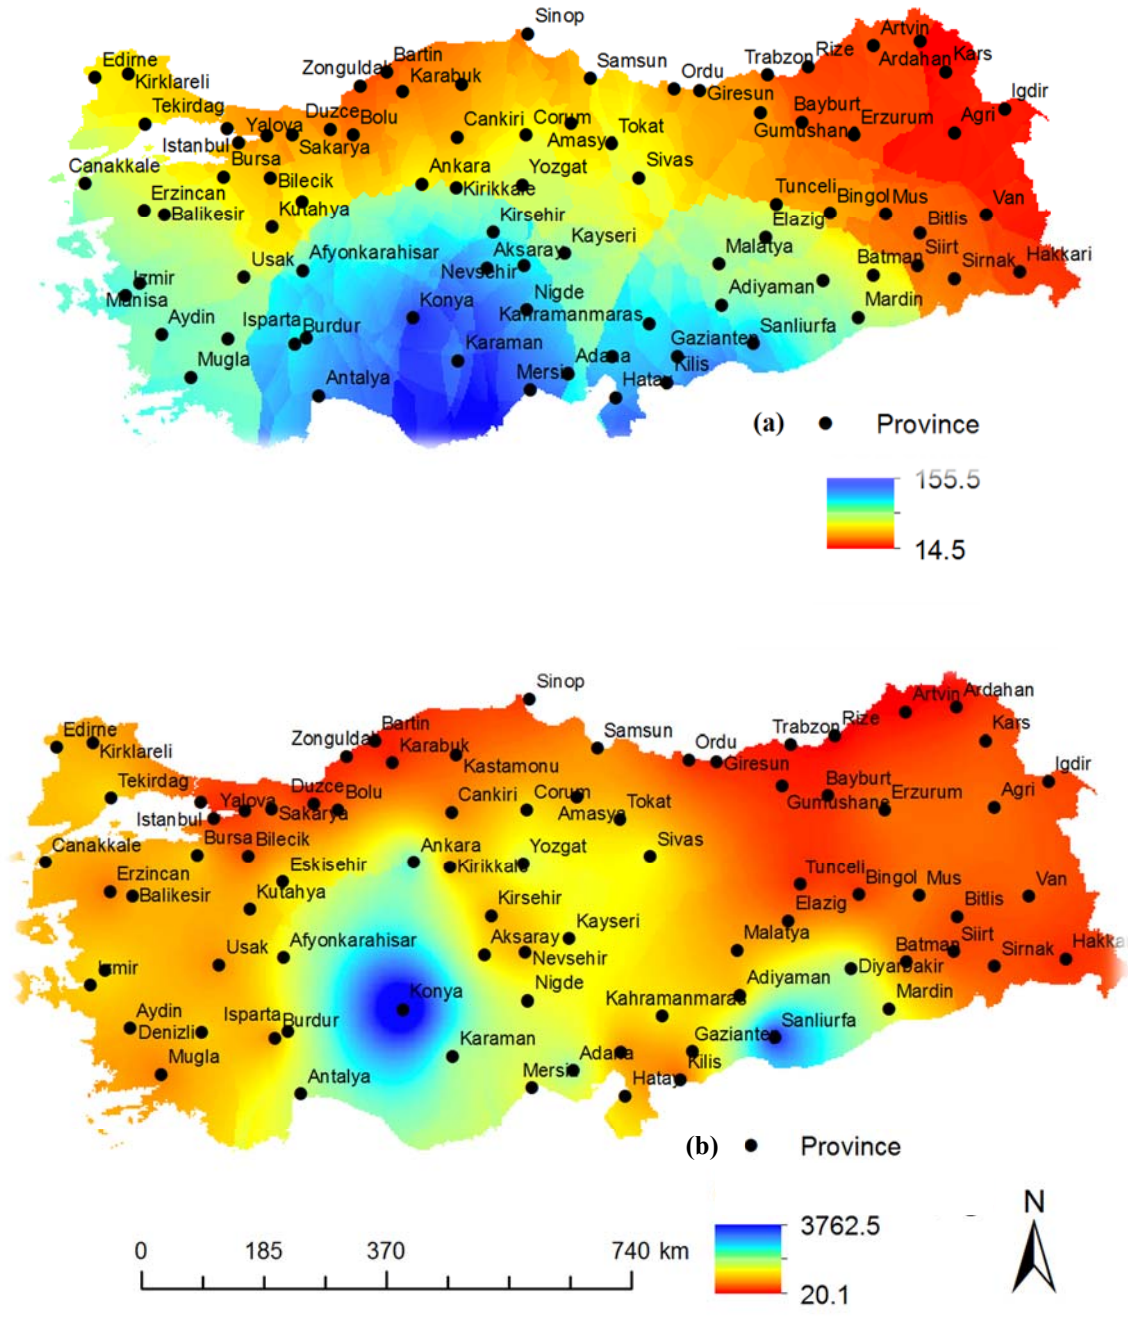 Sinop
Artvin
Bartin
Rize
Kars
Edirne
Zonguldak
Trabzon
Ardahan
Kirklareli
Karabuk
Samsun
Ordu
Giresun
Igdir
Tekirdag
Duzce
Bolu
Cankiri
Corum
Bayburt
Erzurum
Agri
Yalova
Tokat
Gumushane
Istanbul
Sakarya
Amasya
Bursa
Canakkale
Ankara
Yozgat
Sivas
Bilecik
Kirikkale
Erzincan
Tunceli
Bingol
Mus
Van
Balikesir
Kutahya
Kirsehir
Elazig
Bitlis
Usak
Afyonkarahisar
Aksaray
Kayseri
Malatya
Batman
Siirt
Hakkari
Izmir
Nevsehir
Sirnak
Manisa
Konya
Nigde
Adiyaman
Mardin
Aydin
Isparta
Burdur
Kahramanmaras
Gaziantep
Sanliurfa
Mugla
Karaman
Adana
Kilis
Antalya
Mersin
Hatay
(a)
Province
155.5
14.5
Sinop
Artvin
Ardahan
Edirne
Bartin
Rize
Kars
Kirklareli
Zonguldak
Karabuk
Samsun
Ordu
Trabzon
Giresun
Kastamonu
Igdir
Tekirdag
Duzce
Bolu
Cankiri
Corum
Tokat
Bayburt
Agri
Yalova
Sakarya
Amasya
Gumushane
Erzurum
Istanbul
Canakkale
Bursa
Bilecik
Ankara
Yozgat
Sivas
Eskisehir
Kirikkale
Erzincan
Tunceli
Bingol
Mus
Van
Balikesir
Kutahya
Kirsehir
Elazig
Bitlis
Usak
Afyonkarahisar
Aksaray
Kayseri
Malatya
Batman
Siirt
Sirnak
Izmir
Nevsehir
Adiyaman
Diyarbakir
Konya
Nigde
Kahramanmaras
Mardin
Aydin
Isparta
Burdur
Sanliurfa
Denizli
Karaman
Gaziantep
Mugla
Adana
Kilis
Antalya
Mersin
Hatay
(b)
Province
N
3762.5
0 185 370 740 km
20.1